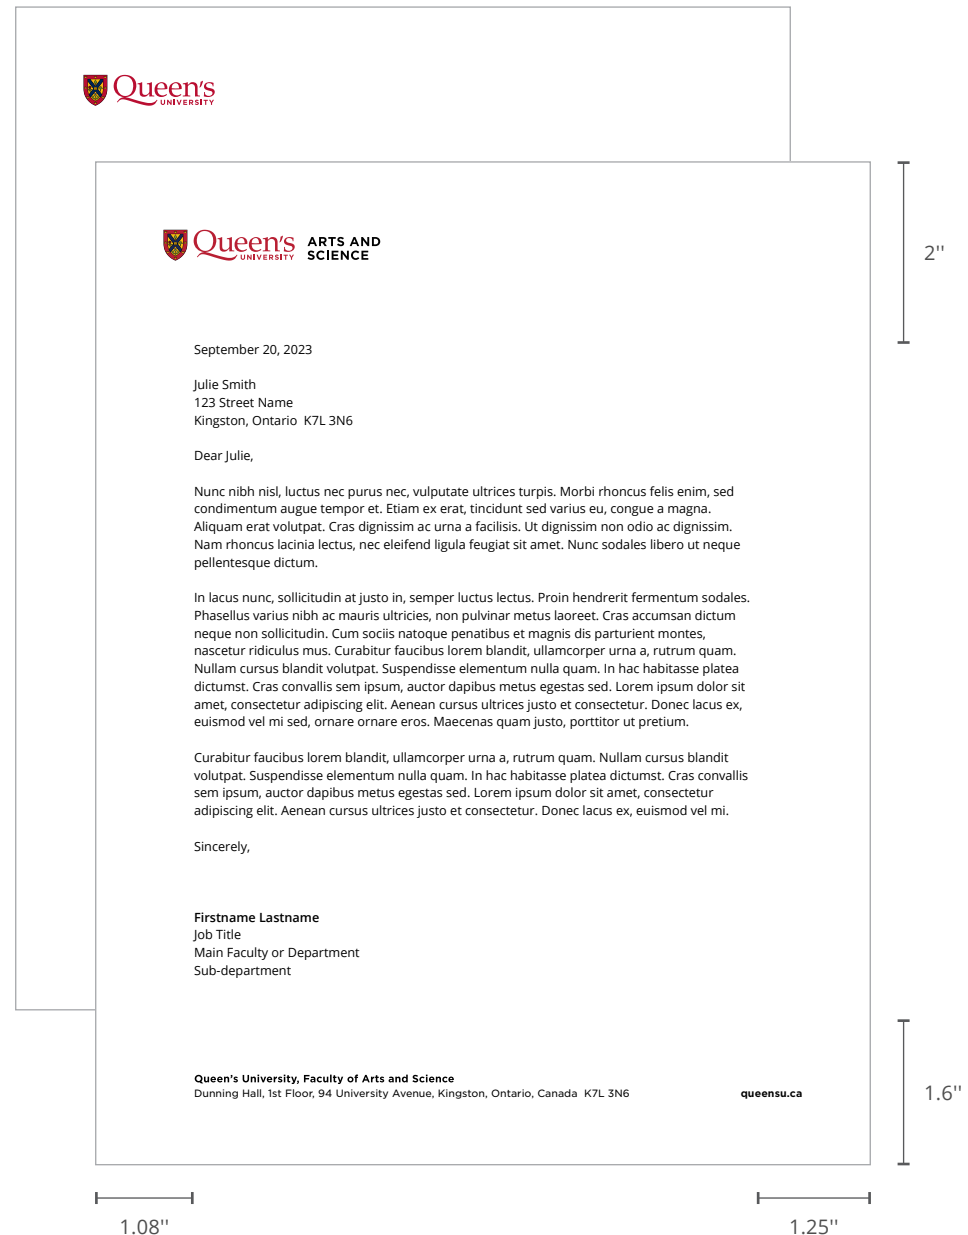 Queen's
UNIVERSITY
Queen's
UNIVERSITY
ARTS AND
SCIENCE
2"
September 20, 2023
Julie Smith
123 Street Name
Kingston, Ontario  K7L 3N6
Dear Julie,
Nunc nibh nisl, luctus nec purus nec, vulputate ultrices turpis. Morbi rhoncus felis enim, sed
condimentum augue tempor et. Etiam ex erat, tincidunt sed varius eu, congue a magna.
Aliquam erat volutpat. Cras dignissim ac urna a facilisis. Ut dignissim non odio ac dignissim.
Nam rhoncus lacinia lectus, nec eleifend ligula feugiat sit amet. Nunc sodales libero ut neque
pellentesque dictum.
In lacus nunc, sollicitudin at justo in, semper luctus lectus. Proin hendrerit fermentum sodales.
Phasellus varius nibh ac mauris ultricies, non pulvinar metus laoreet. Cras accumsan dictum
neque non sollicitudin. Cum sociis natoque penatibus et magnis dis parturient montes,
nascetur ridiculus mus. Curabitur faucibus lorem blandit, ullamcorper urna a, rutrum quam.
Nullam cursus blandit volutpat. Suspendisse elementum nulla quam. In hac habitasse platea
dictumst. Cras convallis sem ipsum, auctor dapibus metus egestas sed. Lorem ipsum dolor sit
amet, consectetur adipiscing elit. Aenean cursus ultrices justo et consectetur. Donec lacus ex,
euismod vel mi sed, ornare ornare eros. Maecenas quam justo, porttitor ut pretium.
Curabitur faucibus lorem blandit, ullamcorper urna a, rutrum quam. Nullam cursus blandit
volutpat. Suspendisse elementum nulla quam. In hac habitasse platea dictumst. Cras convallis
sem ipsum, auctor dapibus metus egestas sed. Lorem ipsum dolor sit amet, consectetur
adipiscing elit. Aenean cursus ultrices justo et consectetur. Donec lacus ex, euismod vel mi.
Sincerely,
Firstname Lastname
Job Title
Main Faculty or Department
Sub-department
Queen's University, Faculty of Arts and Science
Dunning Hall, 1st Floor, 94 University Avenue, Kingston, Ontario, Canada  K7L 3N6
queensu.ca
1.6"
1.08"
1.25"